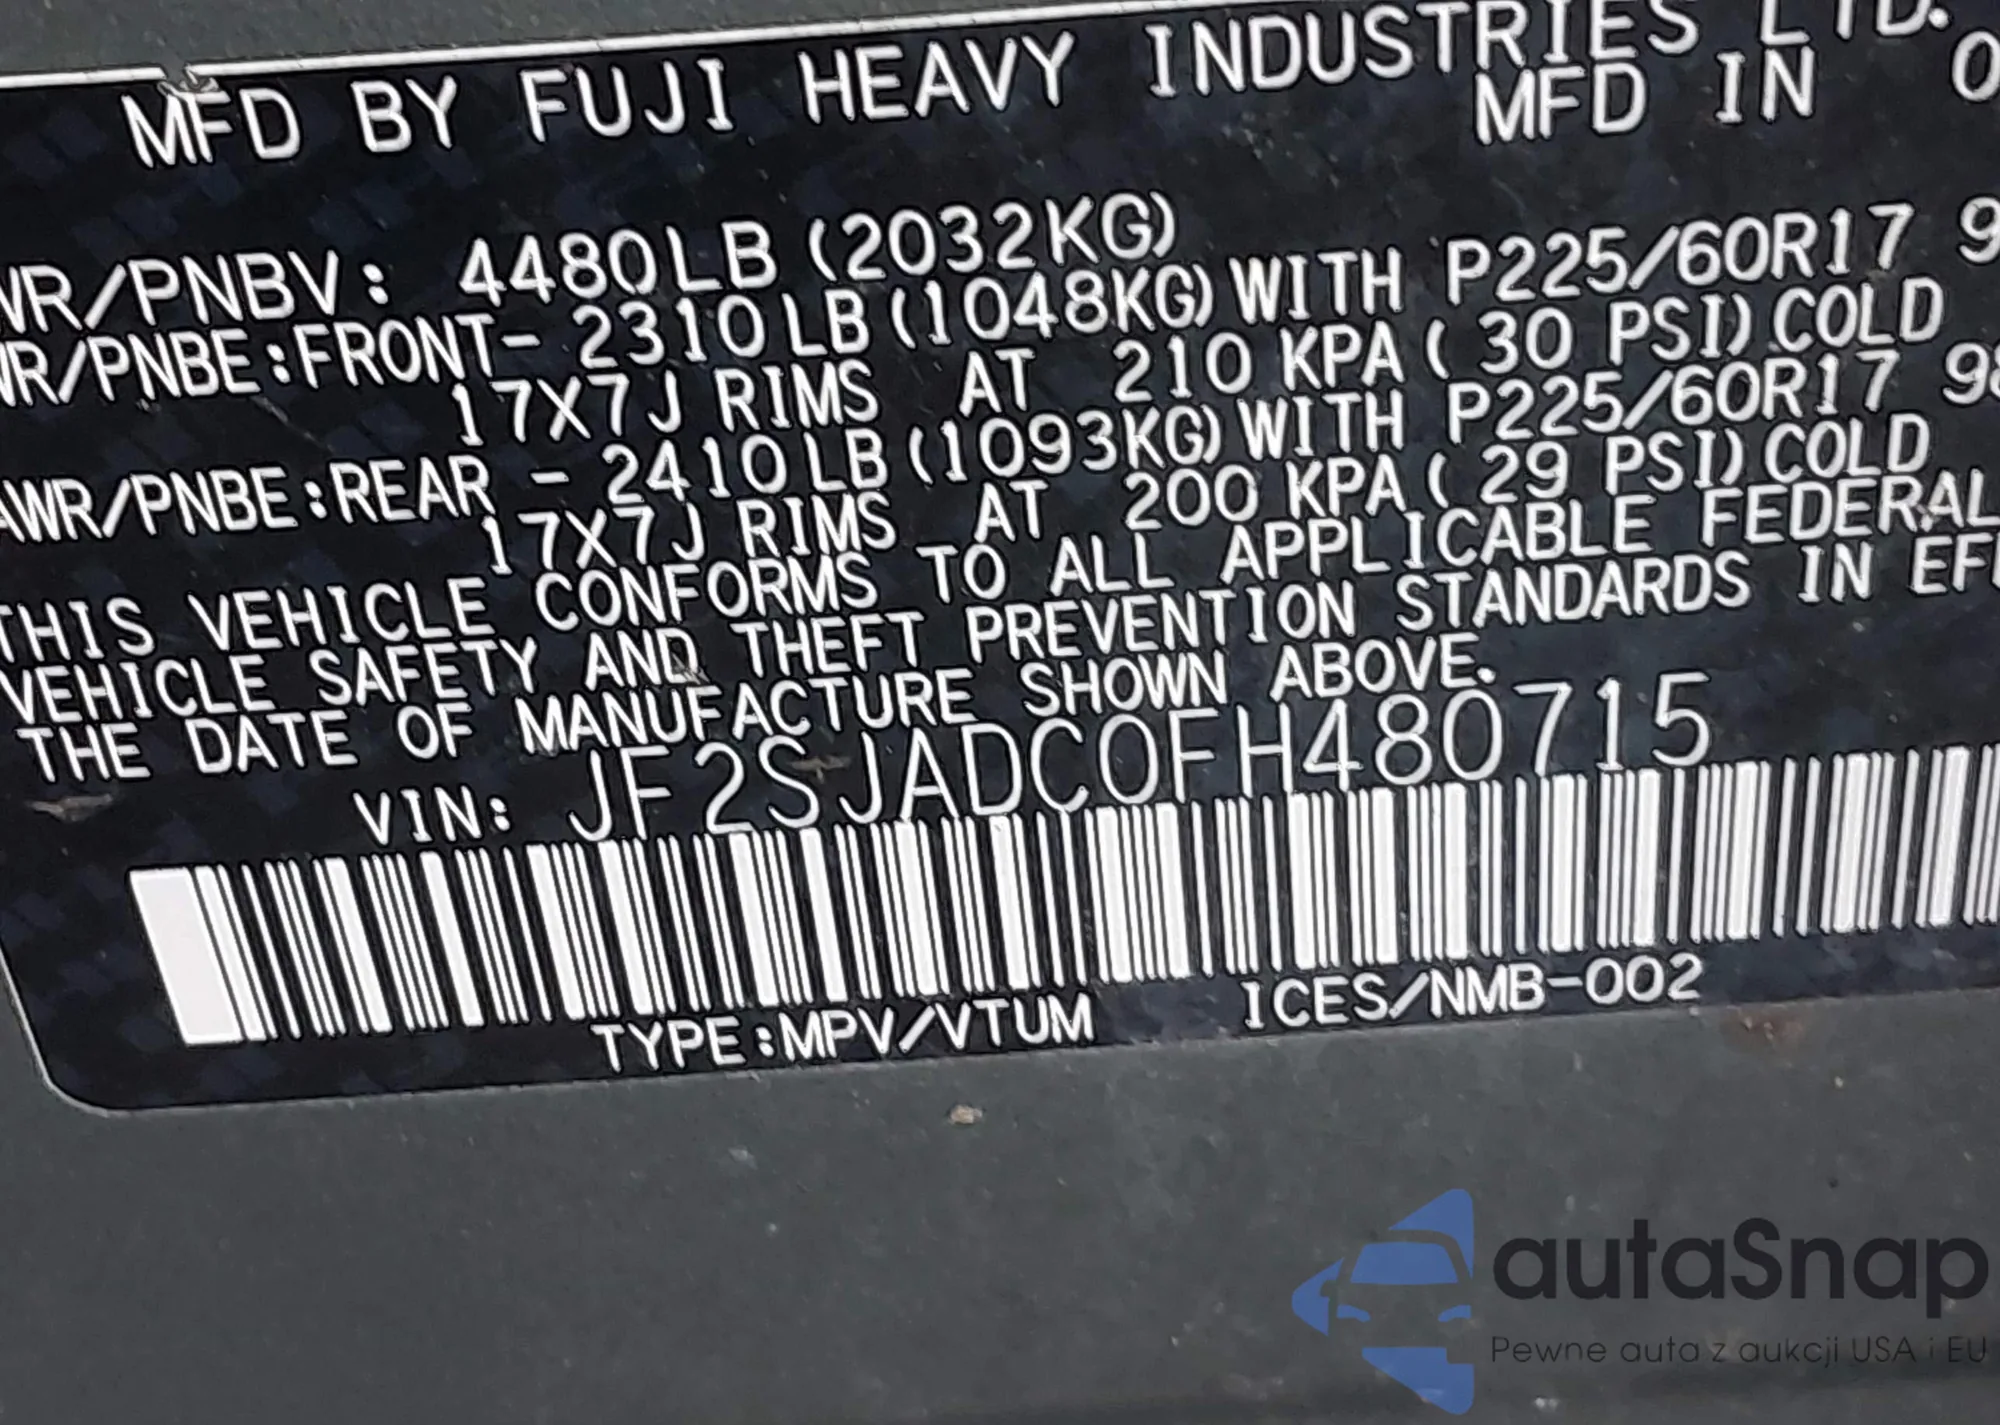 MFD BY FUJI HEAVY INDUSTRIES LTD.
MFD IN 0
WR/PNBV: 4480LB (2032KG)
WR/PNBE:FRONT- 2310LB (1048KG) WITH P225/60R17 9
17X7J RIMS AT 210 KPA ( 30 PSI) COLD
AWR/PNBE:REAR - 2410LB (1093KG) WITH P225/60R17 98
17X7J RIMS AT 200 KPA ( 29 PSI) COLD
THIS VEHICLE CONFORMS TO ALL APPLICABLE FEDERAL
VEHICLE SAFETY AND THEFT PREVENTION STANDARDS IN EFF
THE DATE OF MANUFACTURE SHOWN ABOVE.
VIN: JF2SJADC0FH480715
TYPE:MPV/VTUM ICES/NMB-002
autaSnap
Pewne auta z aukcji USA i EU